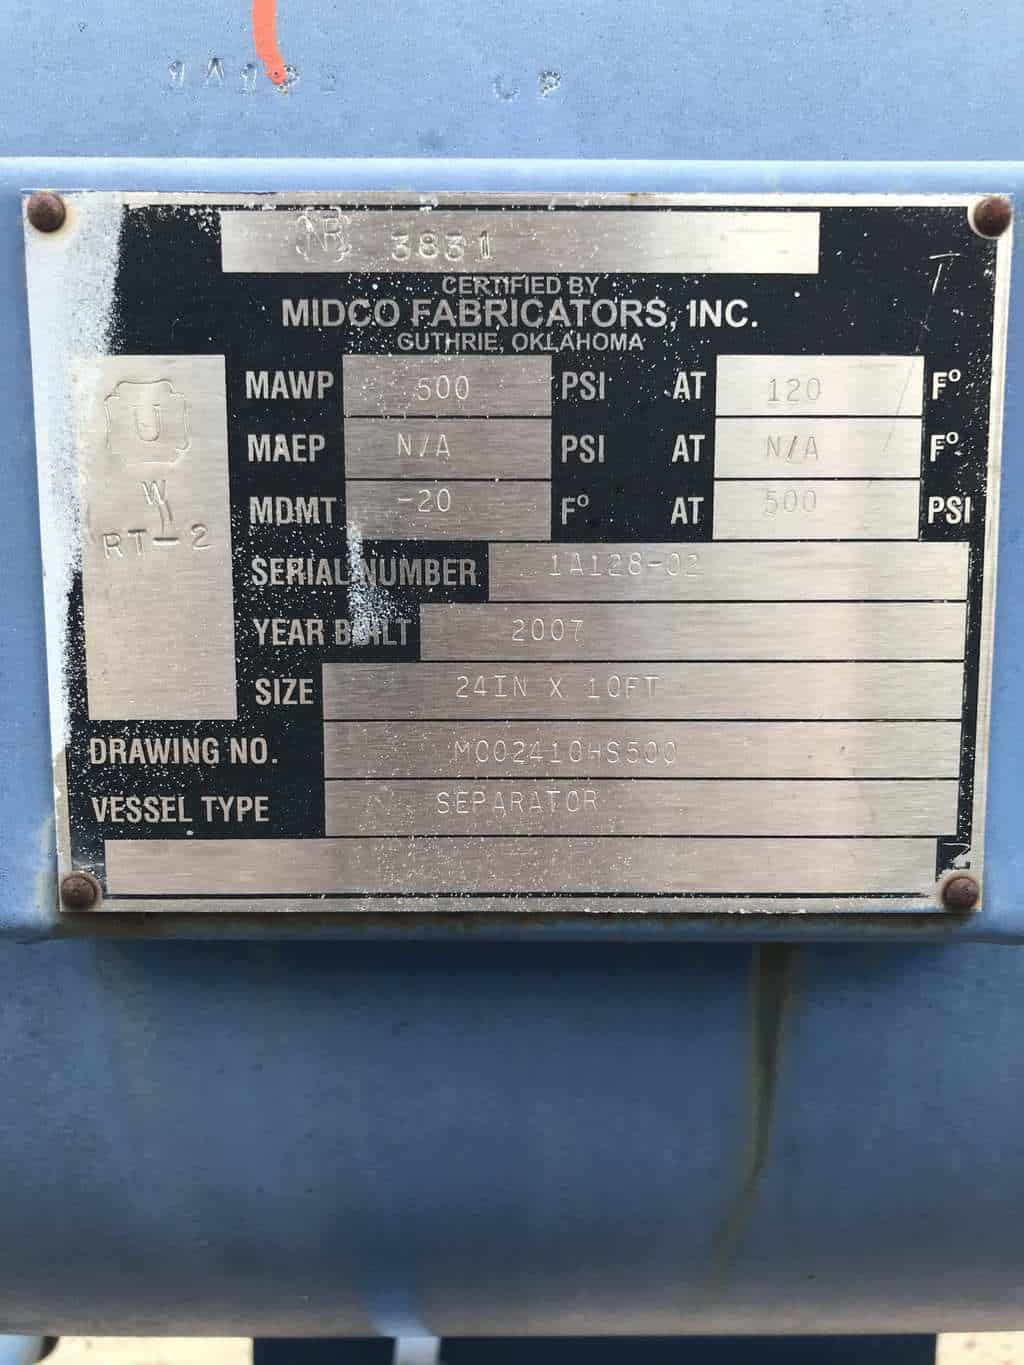 NB 3831
CERTIFIED BY
MIDCO FABRICATORS, INC.
GUTHRIE, OKLAHOMA
U
W
RT-2
MAWP 500 PSI AT 120 F°
MAEP N/A PSI AT N/A F°
MDMT -20 F° AT 500 PSI
SERIAL NUMBER 1A128-02
YEAR BUILT 2007
SIZE 24IN X 10FT
DRAWING NO. MC02410HS500
VESSEL TYPE SEPARATOR